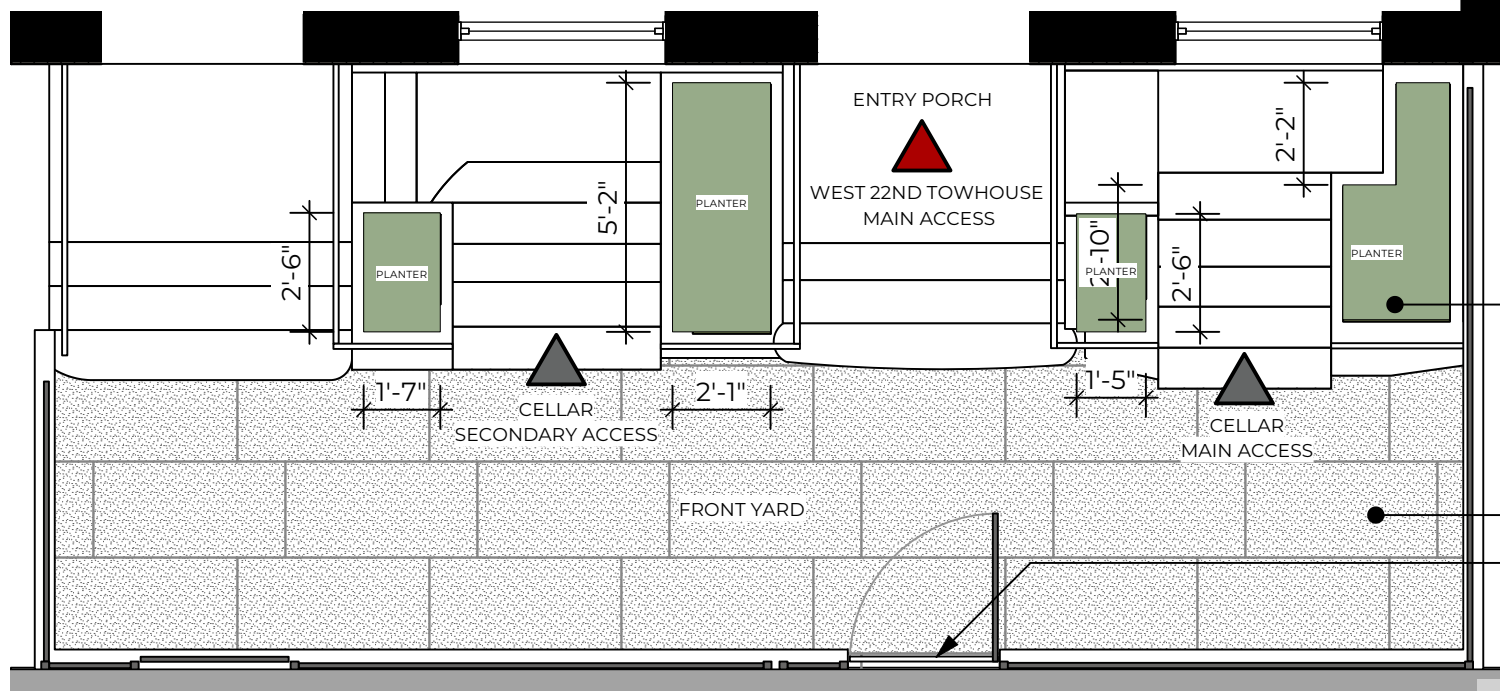 ENTRY PORCH
WEST 22ND TOWHOUSE
MAIN ACCESS
2'-2"
5'-2"
PLANTER
2'-6"
PLANTER
2'-10"
PLANTER
2'-6"
PLANTER
1'-7"
2'-1"
1'-5"
CELLAR
SECONDARY ACCESS
CELLAR
MAIN ACCESS
FRONT YARD